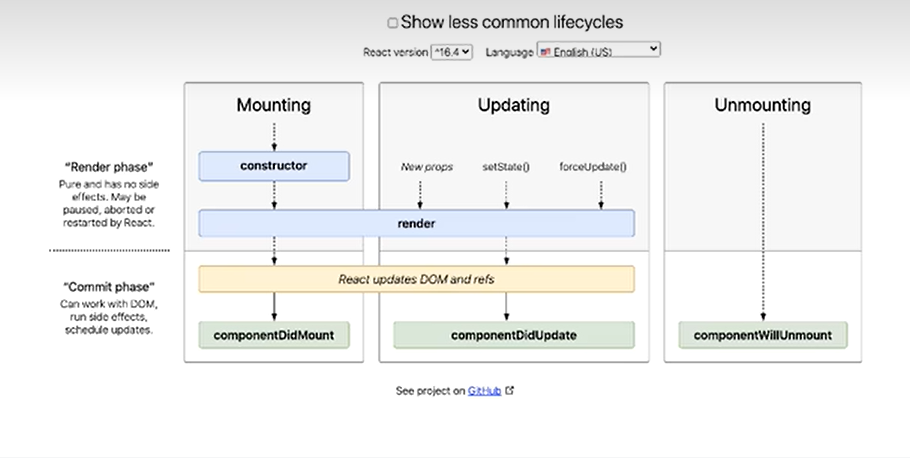 Show less common lifecycles
React version ^16.4 Language English (US)
Mounting
Updating
Unmounting
"Render phase"
Pure and has no side
effects. May be
paused, aborted or
restarted by React.
constructor
New props
setState()
forceUpdate()
render
"Commit phase"
Can work with DOM,
run side effects,
schedule updates.
React updates DOM and refs
componentDidMount
componentDidUpdate
componentWillUnmount
See project on GitHub